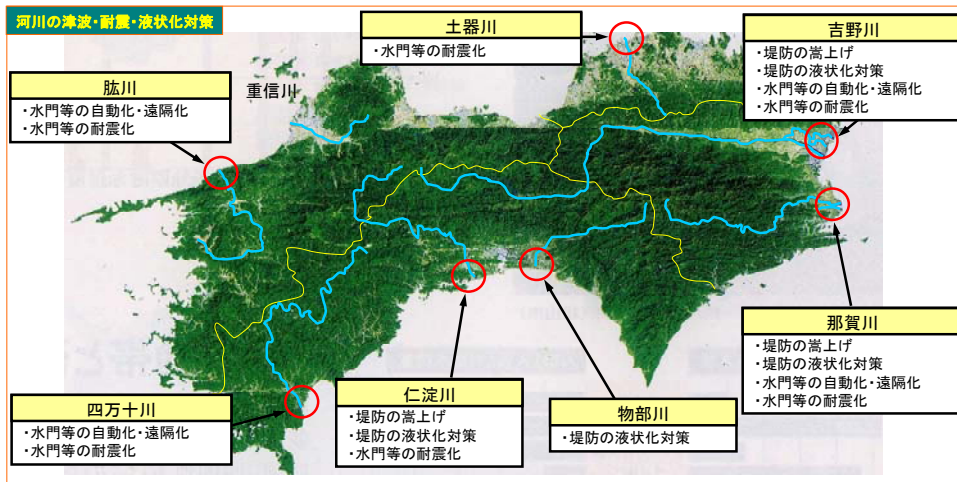 河川の津波・耐震・液状化対策
土器川
・水門等の耐震化
吉野川
・堤防の嵩上げ
・堤防の液状化対策
・水門等の自動化・遠隔化
・水門等の耐震化
肱川
・水門等の自動化・遠隔化
・水門等の耐震化
重信川
那賀川
・堤防の嵩上げ
・堤防の液状化対策
・水門等の自動化・遠隔化
・水門等の耐震化
四万十川
・水門等の自動化・遠隔化
・水門等の耐震化
仁淀川
・堤防の嵩上げ
・堤防の液状化対策
・水門等の耐震化
物部川
・堤防の液状化対策